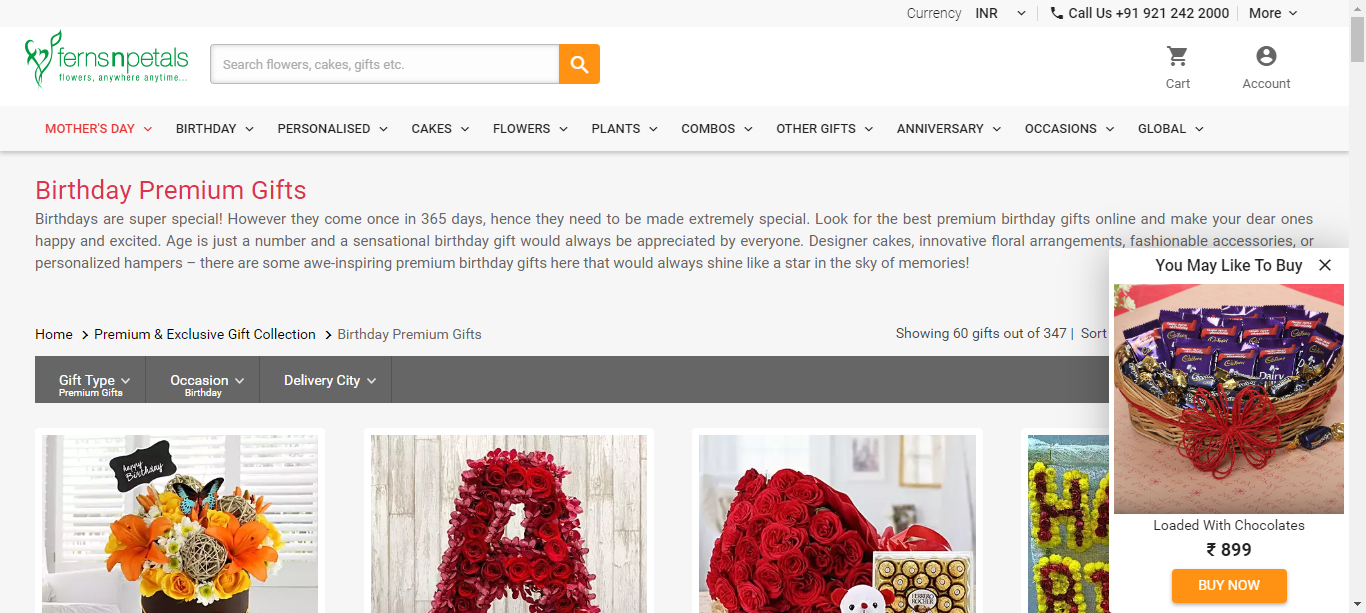 Currency INR Call Us +91 921 242 2000 More
fernsnpetals
flowers, anywhere anytime...
Search flowers, cakes, gifts etc.
Cart Account
MOTHER'S DAY BIRTHDAY PERSONALISED CAKES FLOWERS PLANTS COMBOS OTHER GIFTS ANNIVERSARY OCCASIONS GLOBAL
Birthday Premium Gifts
Birthdays are super special! However they come once in 365 days, hence they need to be made extremely special. Look for the best premium birthday gifts online and make your dear ones
happy and excited. Age is just a number and a sensational birthday gift would always be appreciated by everyone. Designer cakes, innovative floral arrangements, fashionable accessories, or
personalized hampers – there are some awe-inspiring premium birthday gifts here that would always shine like a star in the sky of memories!
Home Premium & Exclusive Gift Collection Birthday Premium Gifts
Showing 60 gifts out of 347 | Sort
Gift Type Occasion Delivery City
Premium Gifts Birthday
happy
Birthday
A
FERRERO
ROCHER
HA
You May Like To Buy
Cadbury
Dairy
Loaded With Chocolates
₹ 899
BUY NOW